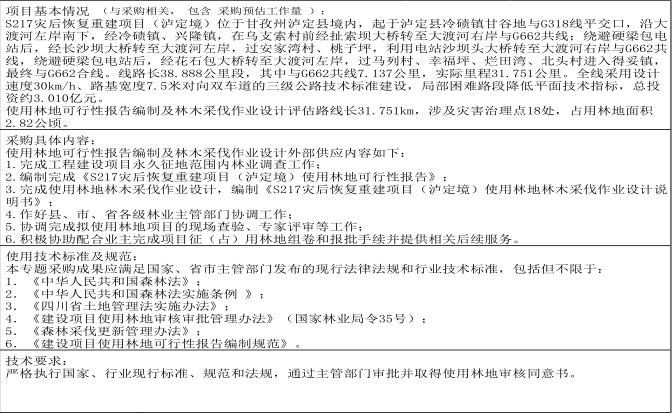 项目基本情况 （与采购相关， 包含 采购预估工作量 ）；
S217灾后恢复重建项目（泸定境）位于甘孜州泸定县境内，起于泸定县冷碛镇甘谷地与G318线平交口，沿大
渡河左岸南下，经冷碛镇、兴隆镇，在乌支索村前经扯索坝大桥转至大渡河右岸与G662共线；绕避硬梁包电
站后，经长沙坝大桥转至大渡河左岸，过安家湾村、桃子坪，利用电站沙坝头大桥转至大渡河右岸与G662共
线，绕避硬梁包电站后，经花石包大桥转至大渡河左岸，过马列村、幸福坪、烂田湾、北头村进入得妥镇，
最终与G662合线。线路长38.888公里段，其中与G662共线7.137公里，实际里程31.751公里。全线采用设计
速度30km/h、路基宽度7.5米对向双车道的三级公路技术标准建设，局部困难路段降低平面技术指标，总投
资约3.010亿元。
使用林地可行性报告编制及林木采伐作业设计评估路线长31.751km，涉及灾害治理点18处，占用林地面积
2.82公顷。
采购具体内容：
使用林地可行性报告编制及林木采伐作业设计外部供应内容如下：
1.完成工程建设项目永久征地范围内林业调查工作；
2.编制完成《S217灾后恢复重建项目（泸定境）使用林地可行性报告》；
3.完成使用林地林木采伐作业设计，编制《S217灾后恢复重建项目（泸定境）使用林地林木采伐作业设计说
明书》；
4.作好县、市、省各级林业主管部门协调工作；
5.协调完成拟使用林地项目的现场查验、专家评审等工作；
6.积极协助配合业主完成项目征（占）用林地组卷和报批手续并提供相关后续服务。
使用技术标准及规范：
本专题采购成果应满足国家、省市主管部门发布的现行法律法规和行业技术标准，包括但不限于：
1. 《中华人民共和国森林法》；
2. 《中华人民共和国森林法实施条例 》；
3. 《四川省土地管理法实施办法》；
4. 《建设项目使用林地审核审批管理办法》（国家林业局令35号）；
5. 《森林采伐更新管理办法》；
6. 《建设项目使用林地可行性报告编制规范》。
技术要求：
严格执行国家、行业现行标准、规范和法规，通过主管部门审批并取得使用林地审核同意书。